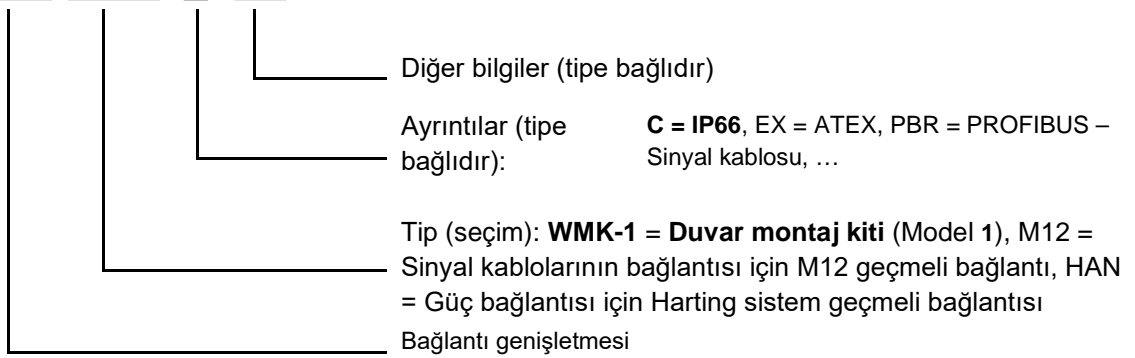 Diğer bilgiler (tipe bağlıdır)
Ayrıntılar (tipe
bağlıdır):
C = IP66, EX = ATEX, PBR = PROFIBUS –
Sinyal kablosu, …
Tip (seçim): WMK-1 = Duvar montaj kiti (Model 1), M12 =
Sinyal kablolarının bağlantısı için M12 geçmeli bağlantı, HAN
= Güç bağlantısı için Harting sistem geçmeli bağlantısı
Bağlantı genişletmesi